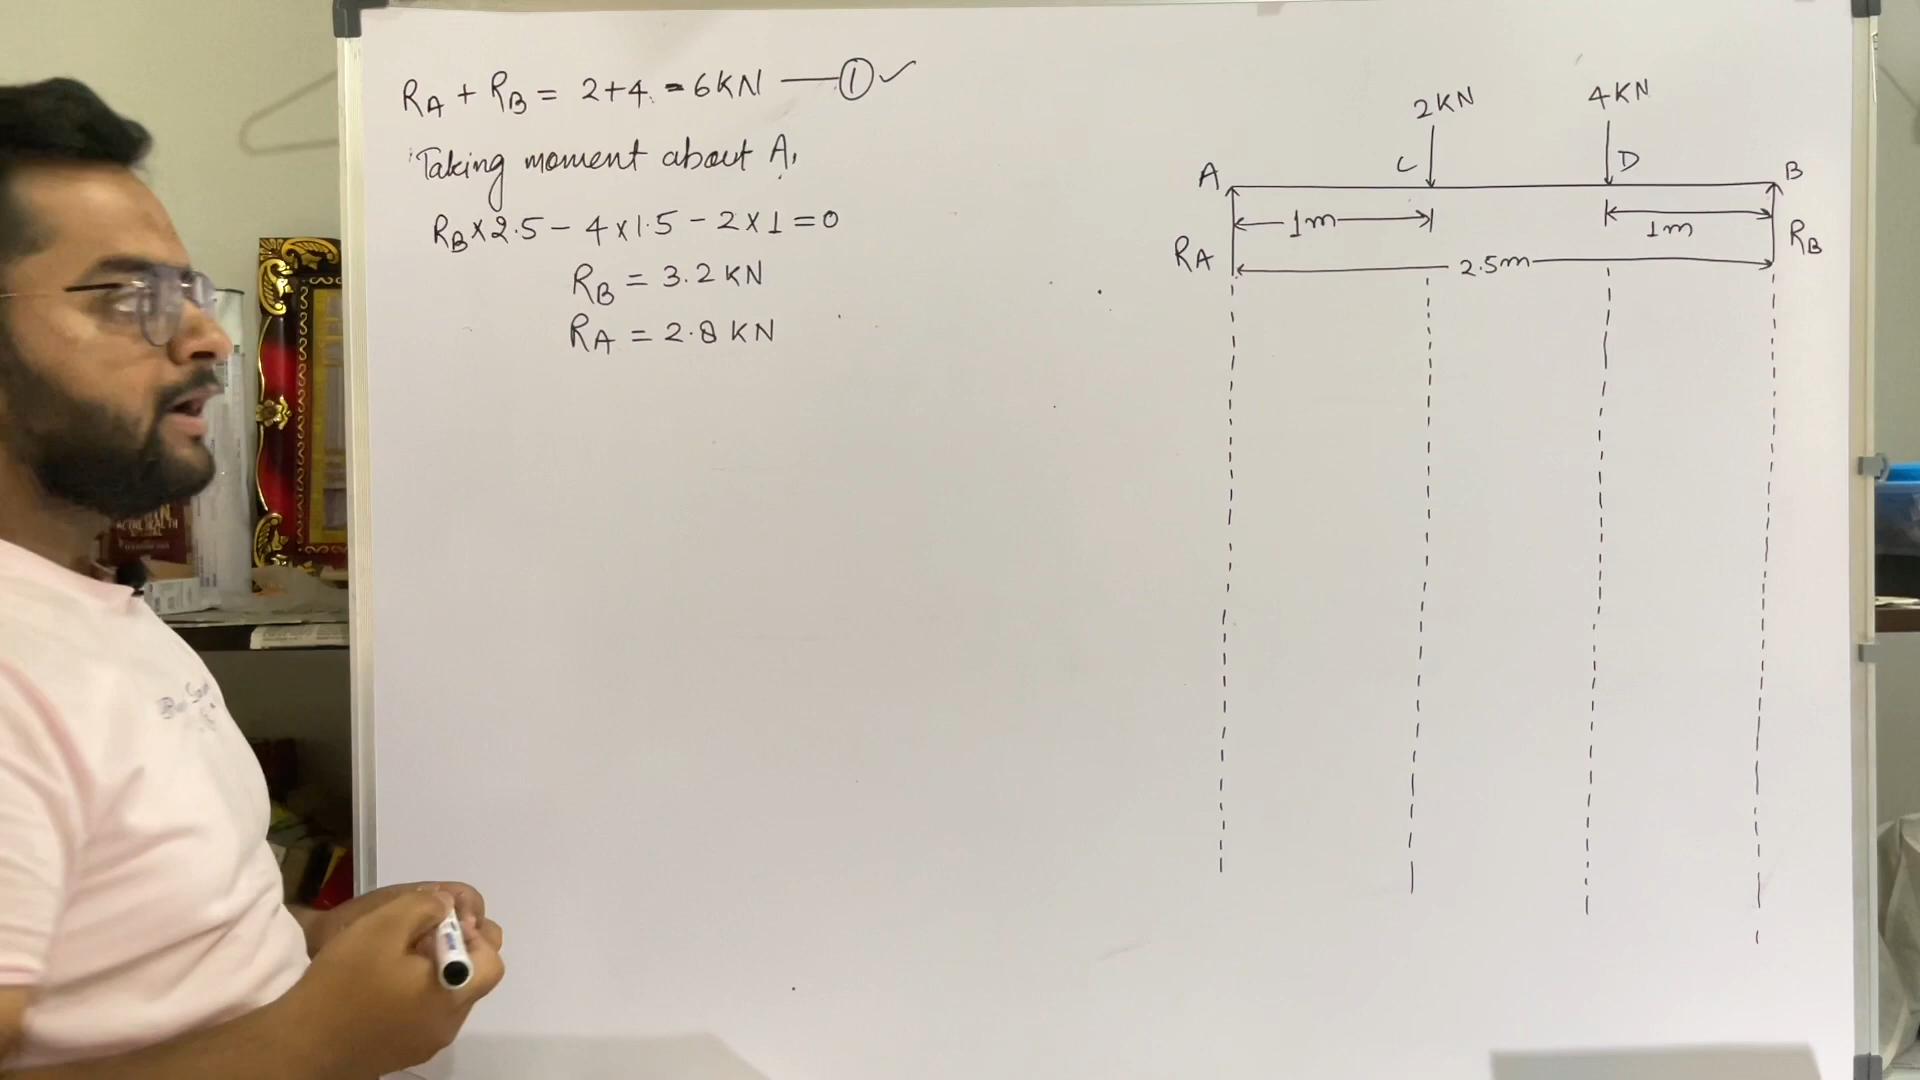 RA + RB = 2+4 = 6KN —— ① ✓
Taking moment about A,
RB×2.5 − 4×1.5 − 2×1 = 0
RB = 3.2 KN
RA = 2.8 KN
2KN 4KN
A C D B
1m 1m
RA 2.5m RB